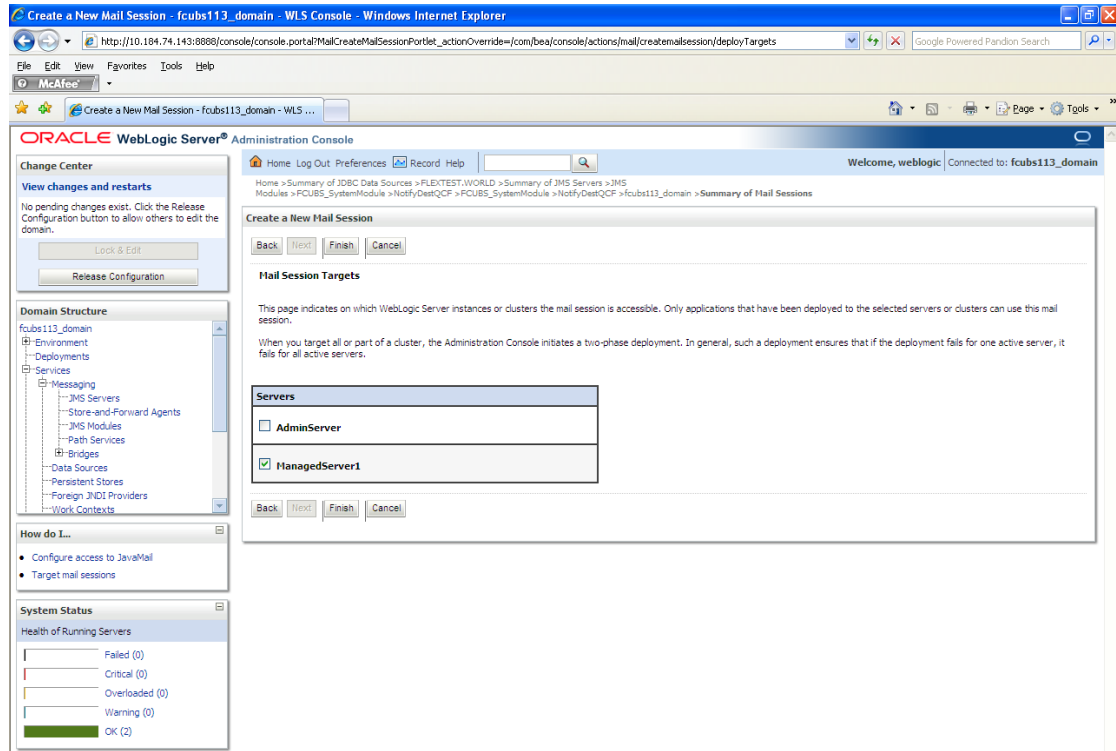 Create a New Mail Session - fcubs113_domain - WLS Console - Windows Internet Explorer
http://10.184.74.143:8888/console/console.portal?MailCreateMailSessionPortlet_actionOverride=/com/bea/console/actions/mail/createmailsession/deployTargets
Google Powered Pandion Search
File Edit View Favorites Tools Help
McAfee
Create a New Mail Session - fcubs113_domain - WLS ...
Page Tools
ORACLE WebLogic Server® Administration Console
Change Center
View changes and restarts
No pending changes exist. Click the Release
Configuration button to allow others to edit the
domain.
Lock & Edit
Release Configuration
Domain Structure
fcubs113_domain
Environment
Deployments
Services
Messaging
JMS Servers
Store-and-Forward Agents
JMS Modules
Path Services
Bridges
Data Sources
Persistent Stores
Foreign JNDI Providers
Work Contexts
How do I...
Configure access to JavaMail
Target mail sessions
System Status
Health of Running Servers
Failed (0)
Critical (0)
Overloaded (0)
Warning (0)
OK (2)
Home Log Out Preferences Record Help
Welcome, weblogic Connected to: fcubs113_domain
Home >Summary of JDBC Data Sources >FLEXTEST.WORLD >Summary of JMS Servers >JMS
Modules >FCUBS_SystemModule >NotifyDestQCF >FCUBS_SystemModule >NotifyDestQCF >fcubs113_domain >Summary of Mail Sessions
Create a New Mail Session
Back Next Finish Cancel
Mail Session Targets
This page indicates on which WebLogic Server instances or clusters the mail session is accessible. Only applications that have been deployed to the selected servers or clusters can use this mail
session.
When you target all or part of a cluster, the Administration Console initiates a two-phase deployment. In general, such a deployment ensures that if the deployment fails for one active server, it
fails for all active servers.
Servers
AdminServer
ManagedServer1
Back Next Finish Cancel